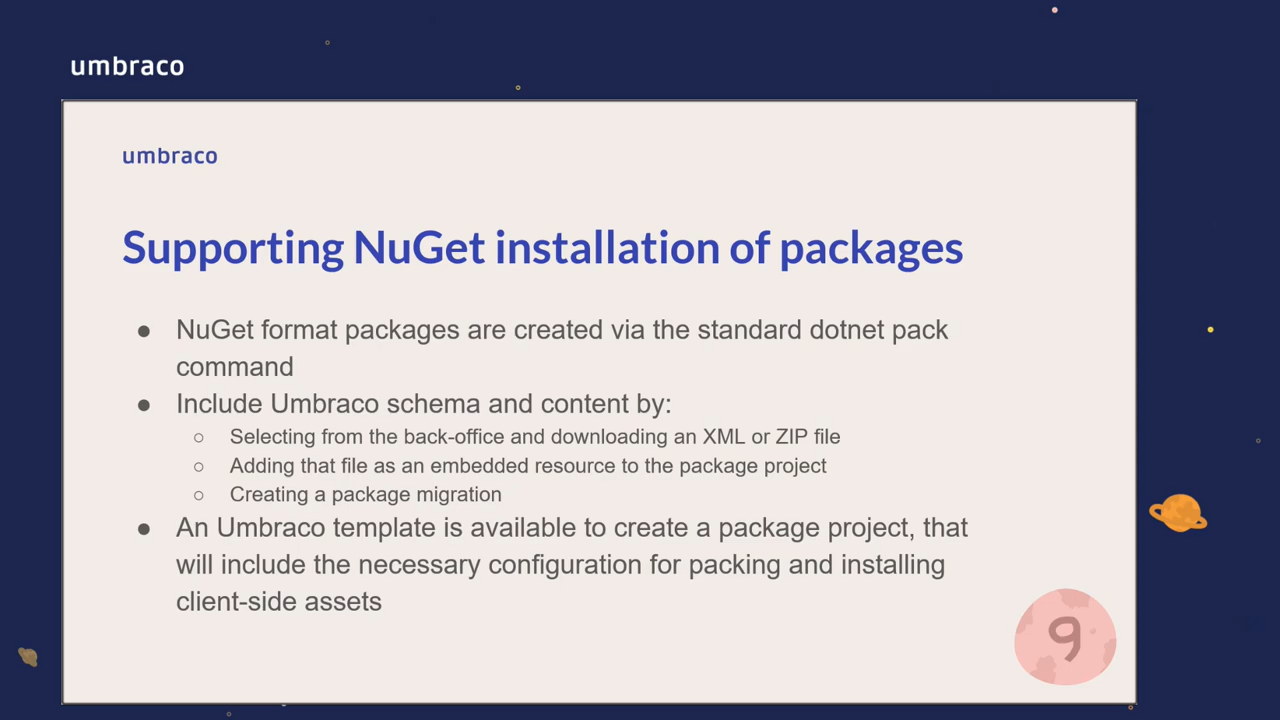 umbraco
umbraco
Supporting NuGet installation of packages
● NuGet format packages are created via the standard dotnet pack
command
● Include Umbraco schema and content by:
○ Selecting from the back-office and downloading an XML or ZIP file
○ Adding that file as an embedded resource to the package project
○ Creating a package migration
● An Umbraco template is available to create a package project, that
will include the necessary configuration for packing and installing
client-side assets
9